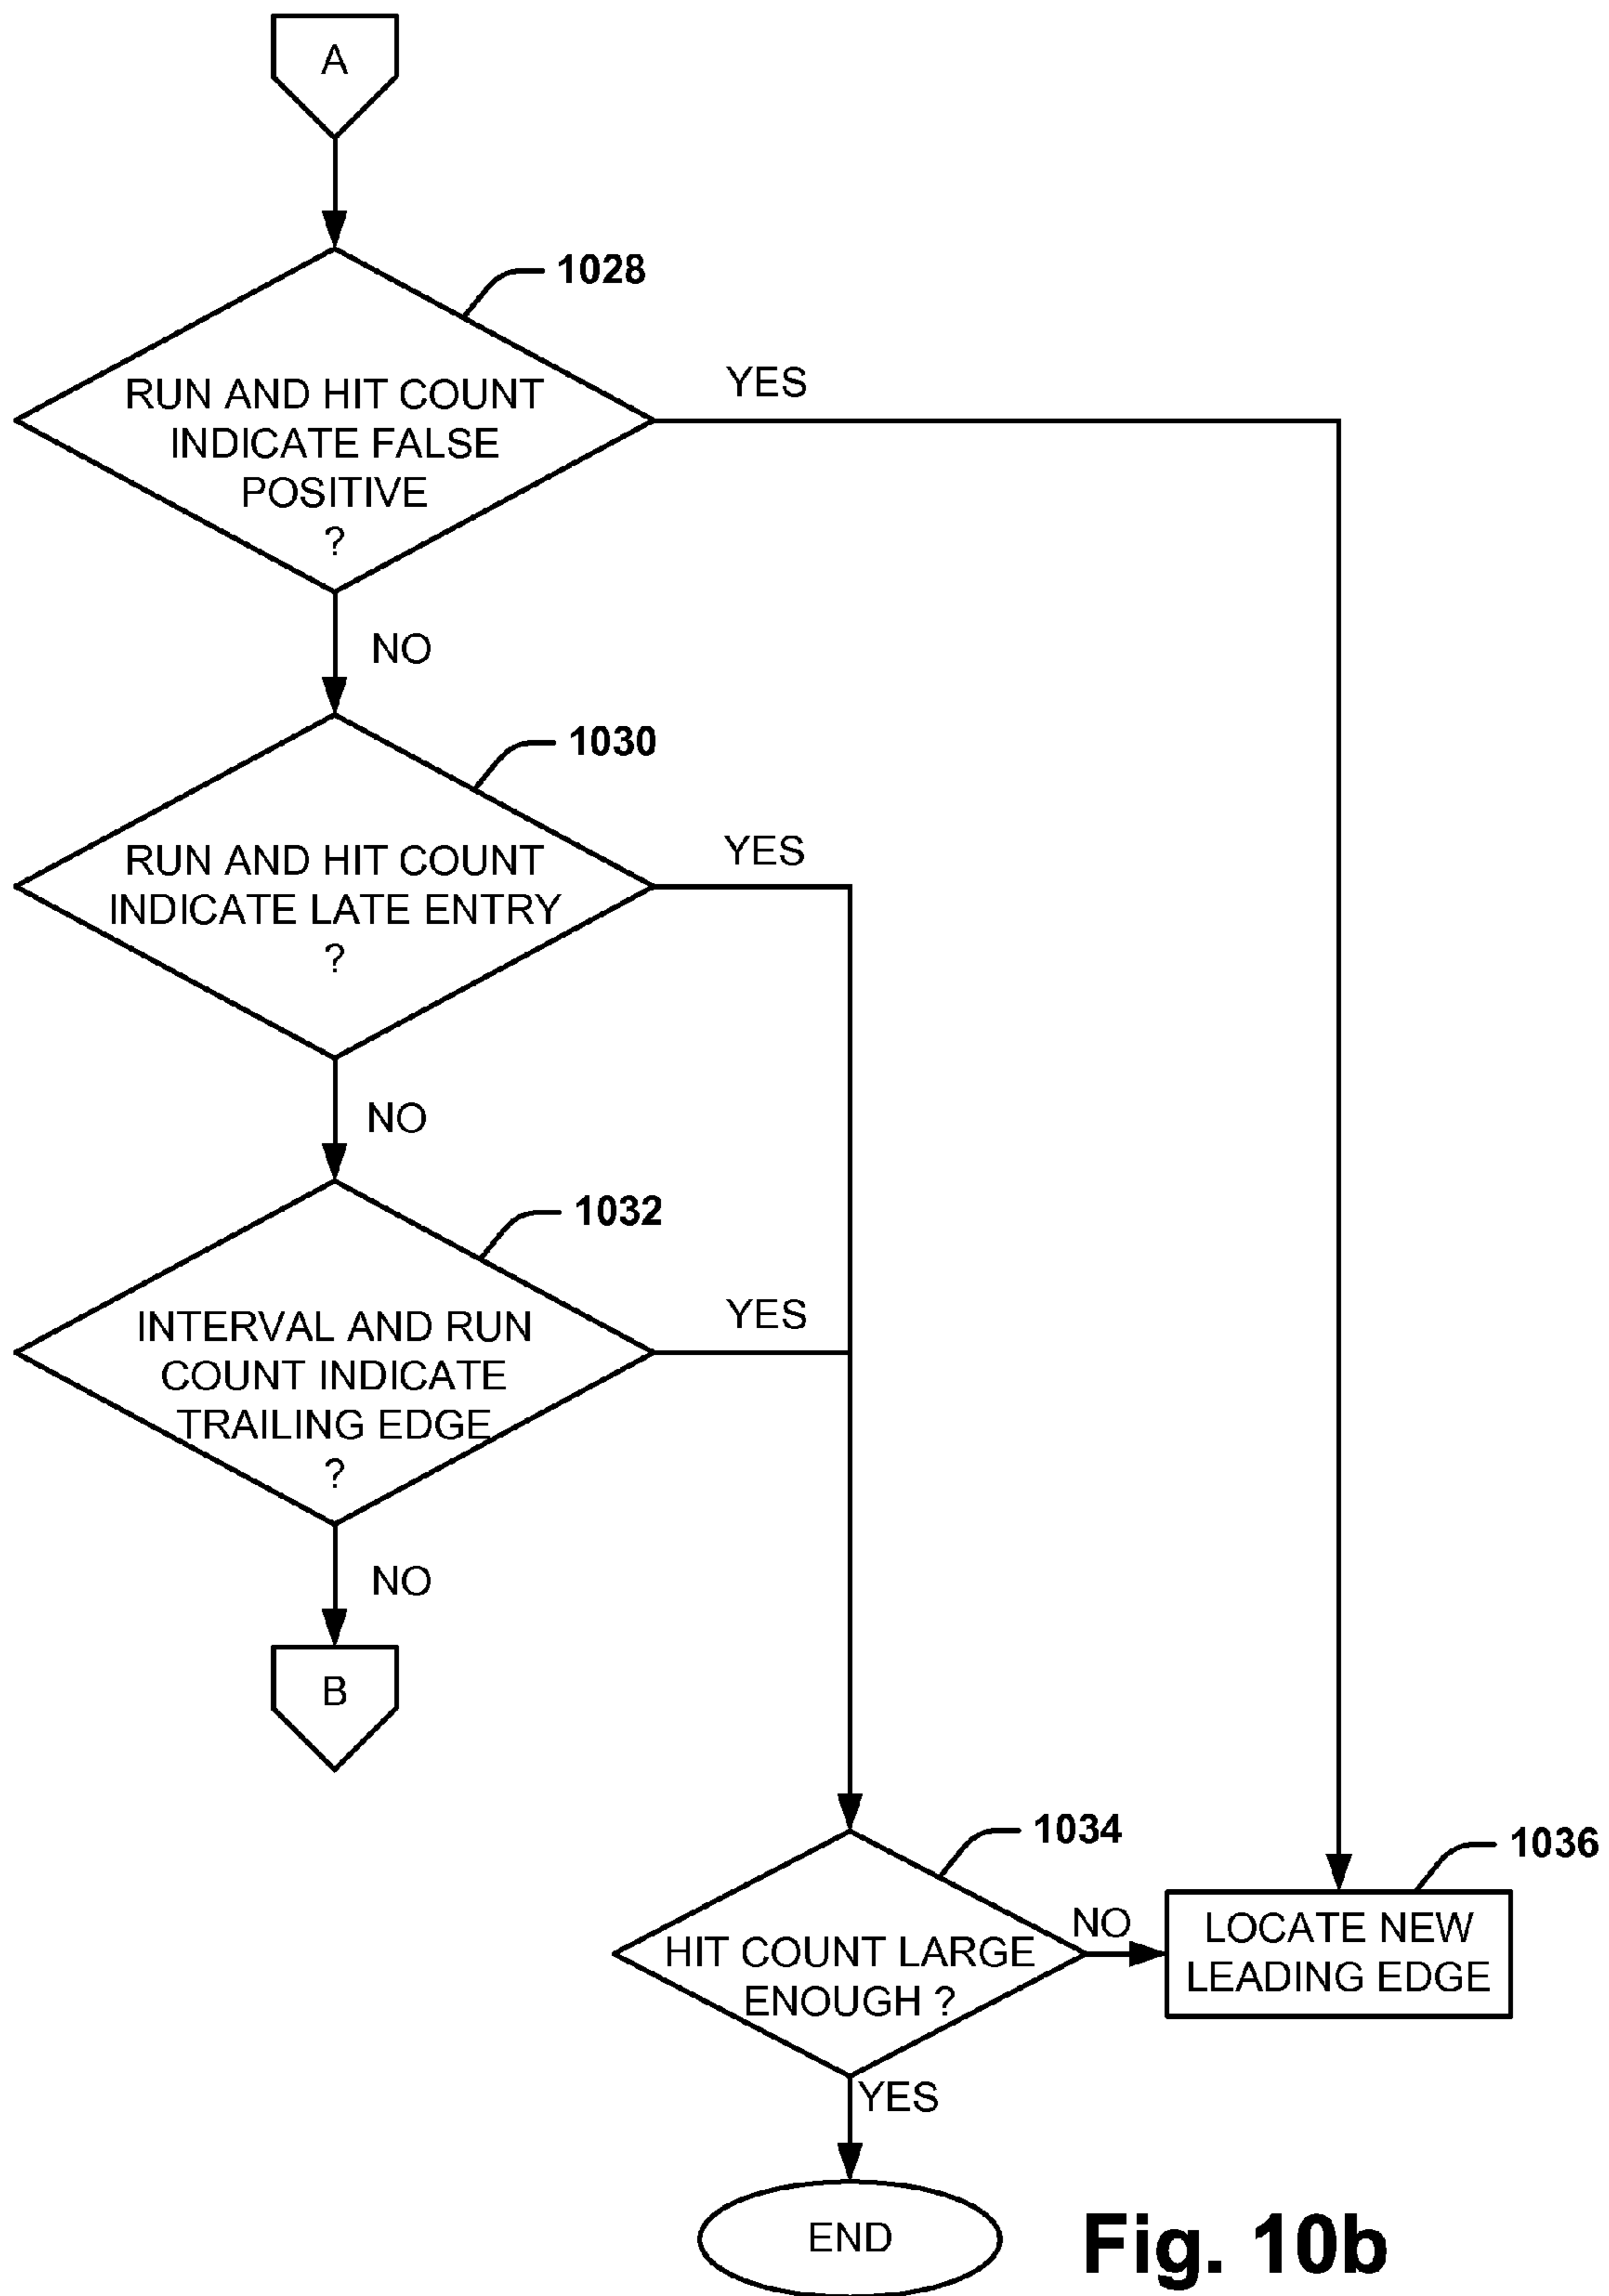 A
1028
RUN AND HIT COUNT
INDICATE FALSE
POSITIVE
?
YES
NO
1030
RUN AND HIT COUNT
INDICATE LATE ENTRY
?
YES
NO
1032
INTERVAL AND RUN
COUNT INDICATE
TRAILING EDGE
?
YES
NO
B
1034
HIT COUNT LARGE
ENOUGH ?
NO
1036
LOCATE NEW
LEADING EDGE
YES
END
Fig. 10b